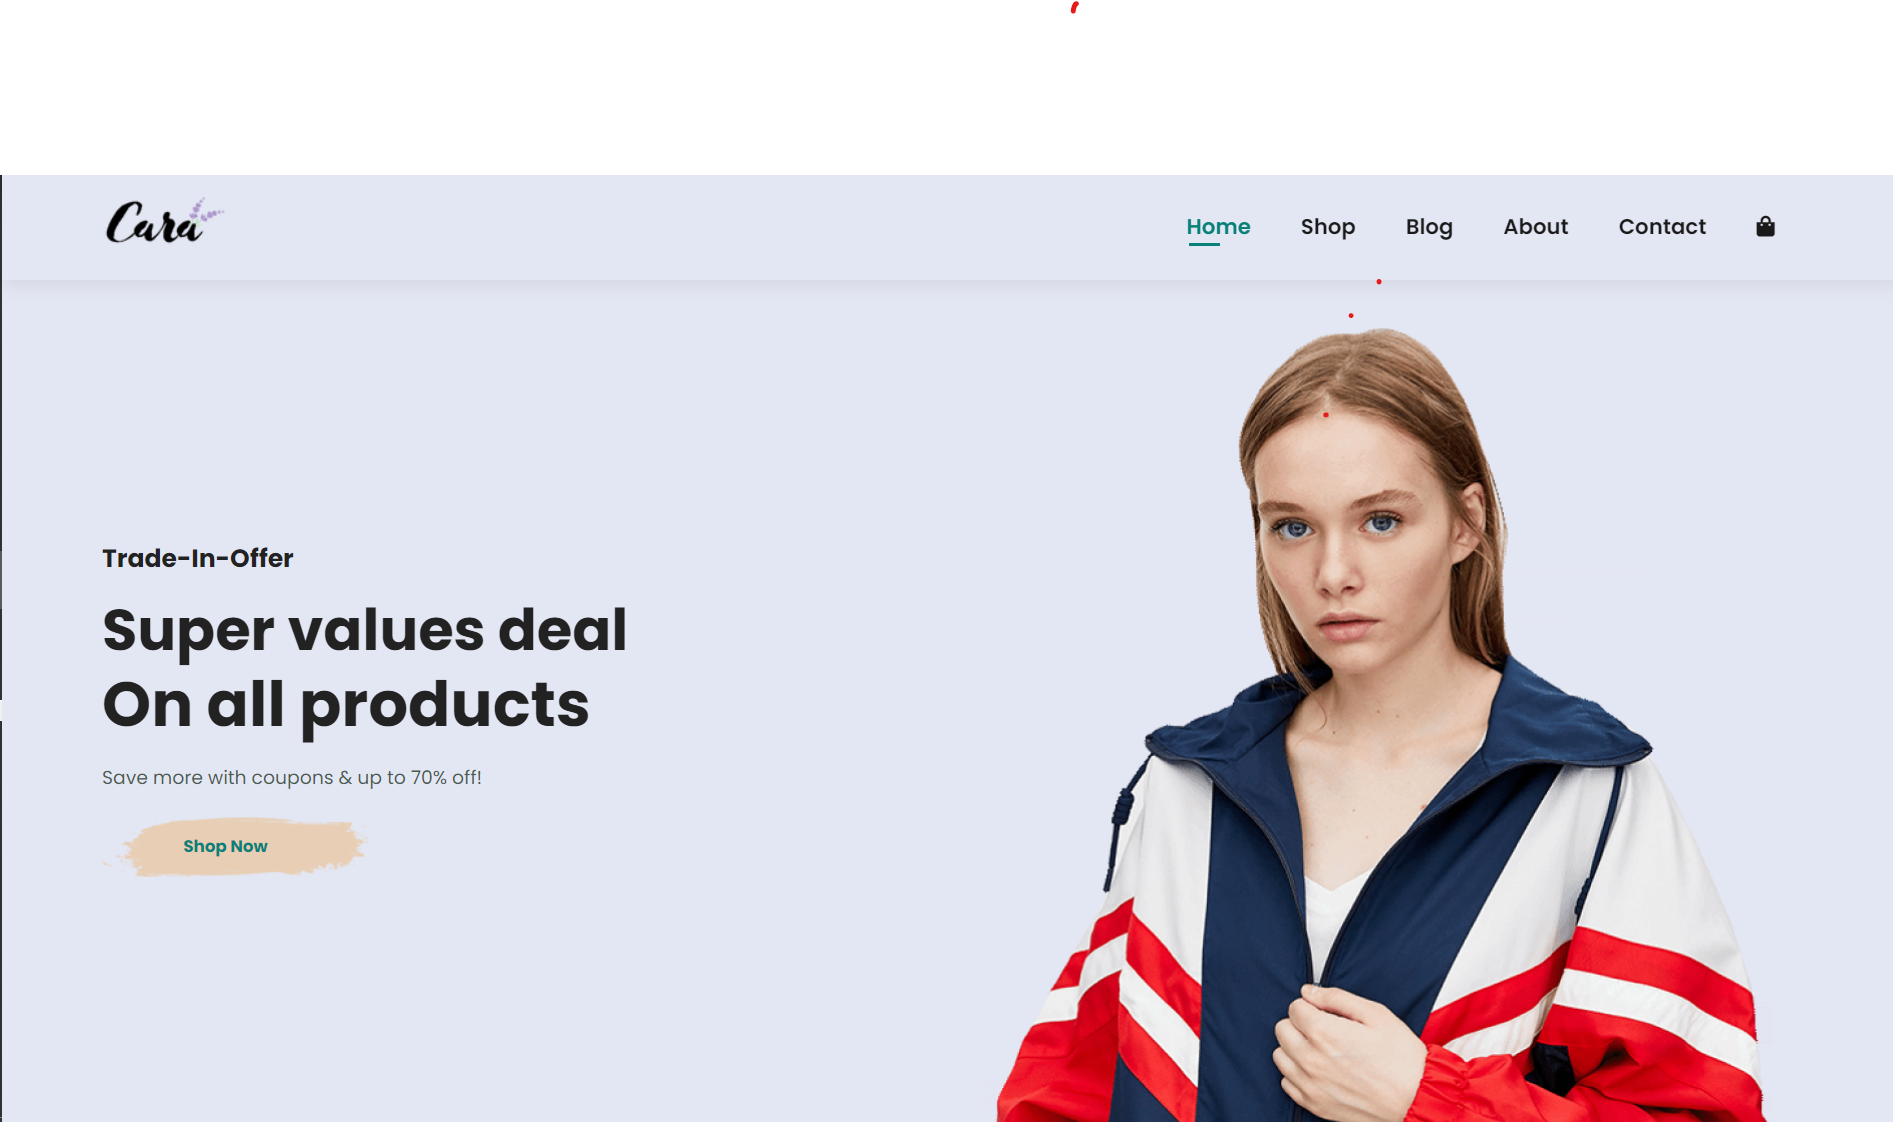 Cara
Home Shop Blog About Contact
Trade-In-Offer
Super values deal
On all products
Save more with coupons & up to 70% off!
Shop Now